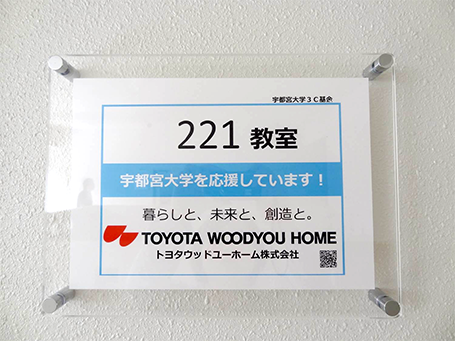 宇都宮大学3C基金
221 教室
宇都宮大学を応援しています！
暮らしと、未来と、創造と。
TOYOTA WOODYOU HOME
トヨタウッドユーホーム株式会社